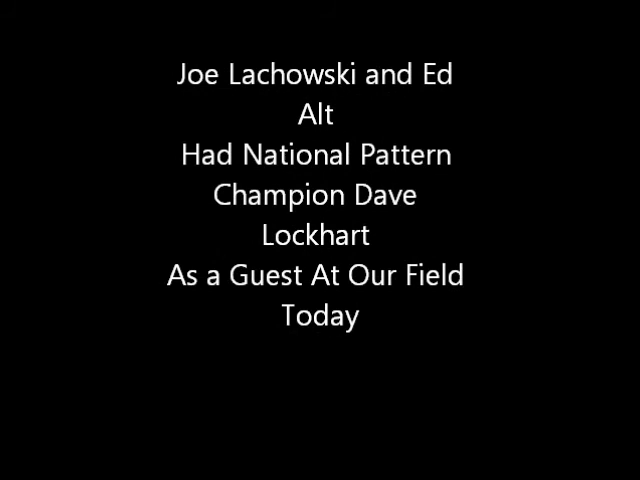 Joe Lachowski and Ed
Alt
Had National Pattern
Champion Dave
Lockhart
As a Guest At Our Field
Today